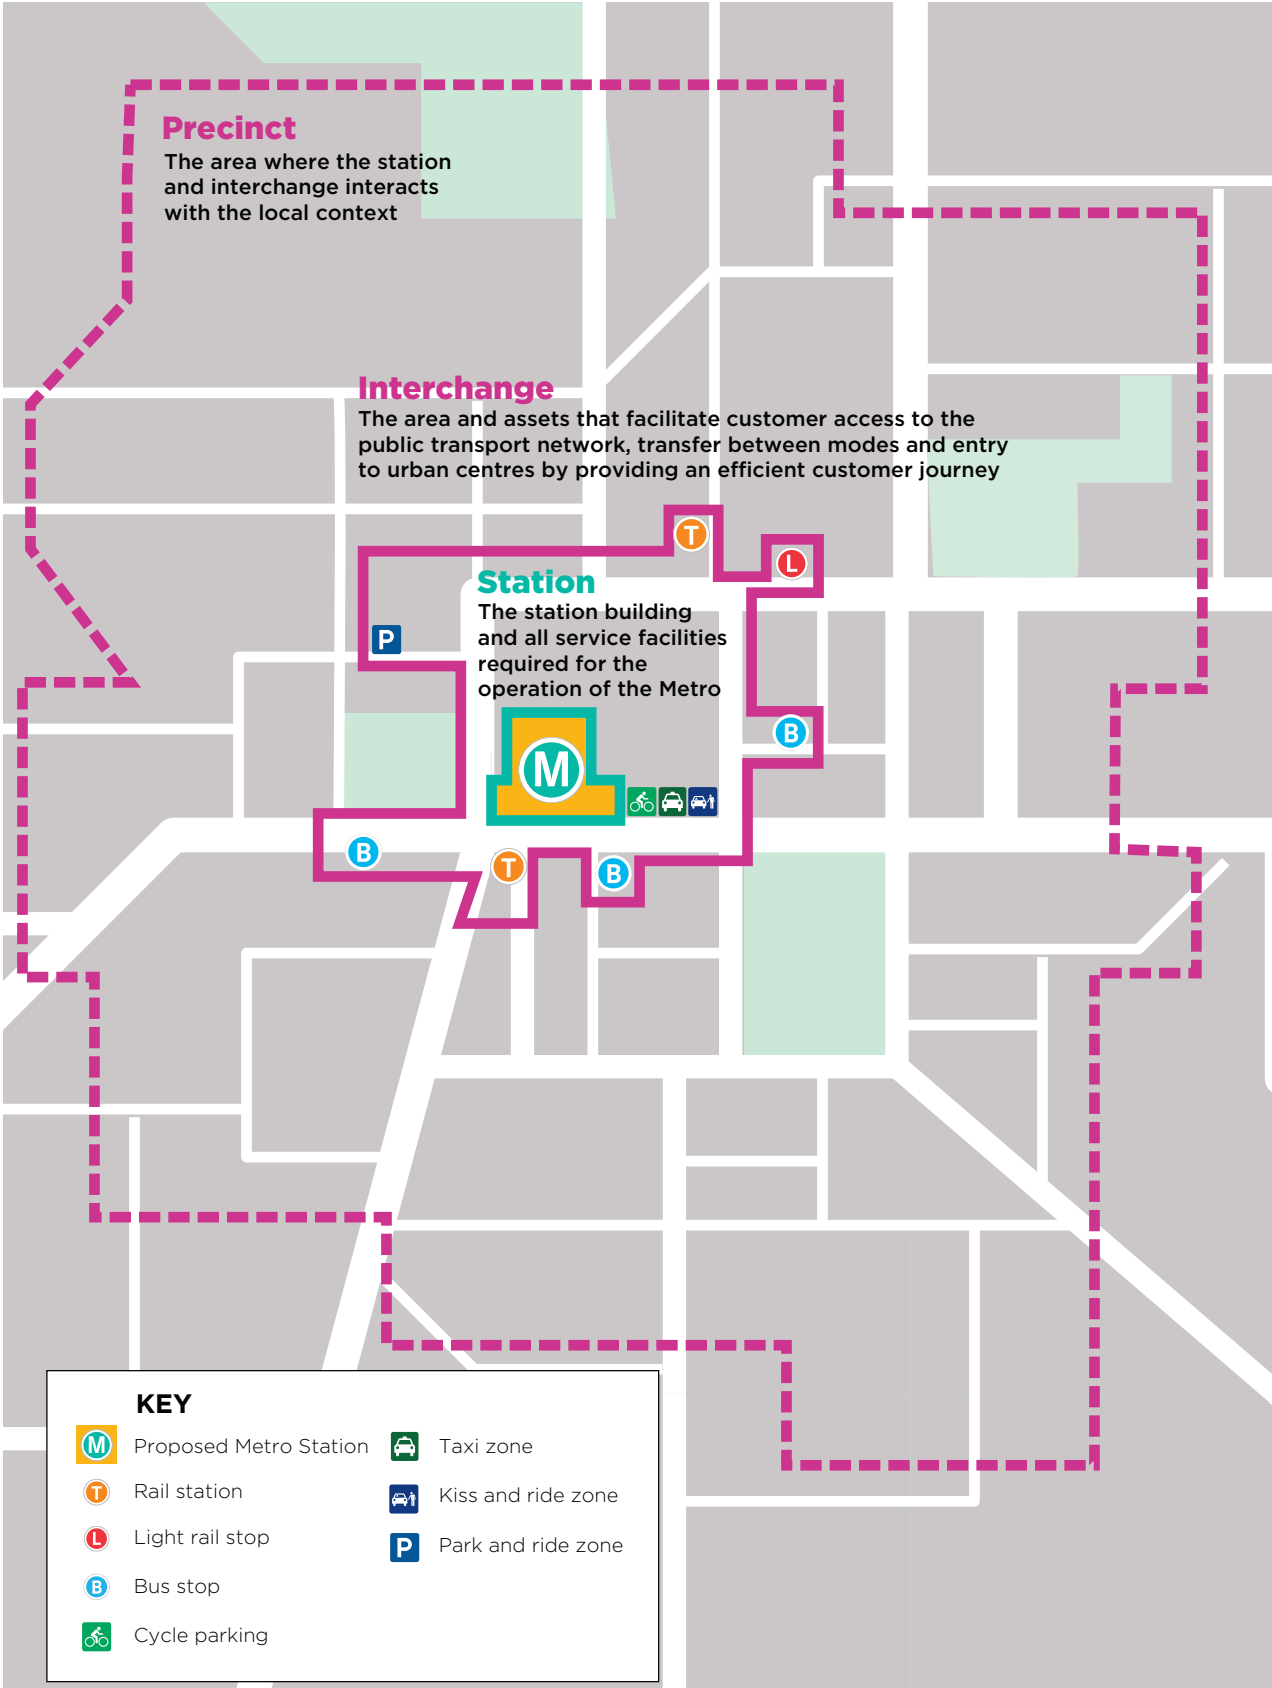 Precinct
The area where the station
and interchange interacts
with the local context
Interchange
The area and assets that facilitate customer access to the
public transport network, transfer between modes and entry
to urban centres by providing an efficient customer journey
T
L
Station
The station building
and all service facilities
required for the
operation of the Metro
P
B
M
B
T
B
KEY
M Proposed Metro Station
T Rail station
L Light rail stop
B Bus stop
Cycle parking
Taxi zone
Kiss and ride zone
P Park and ride zone